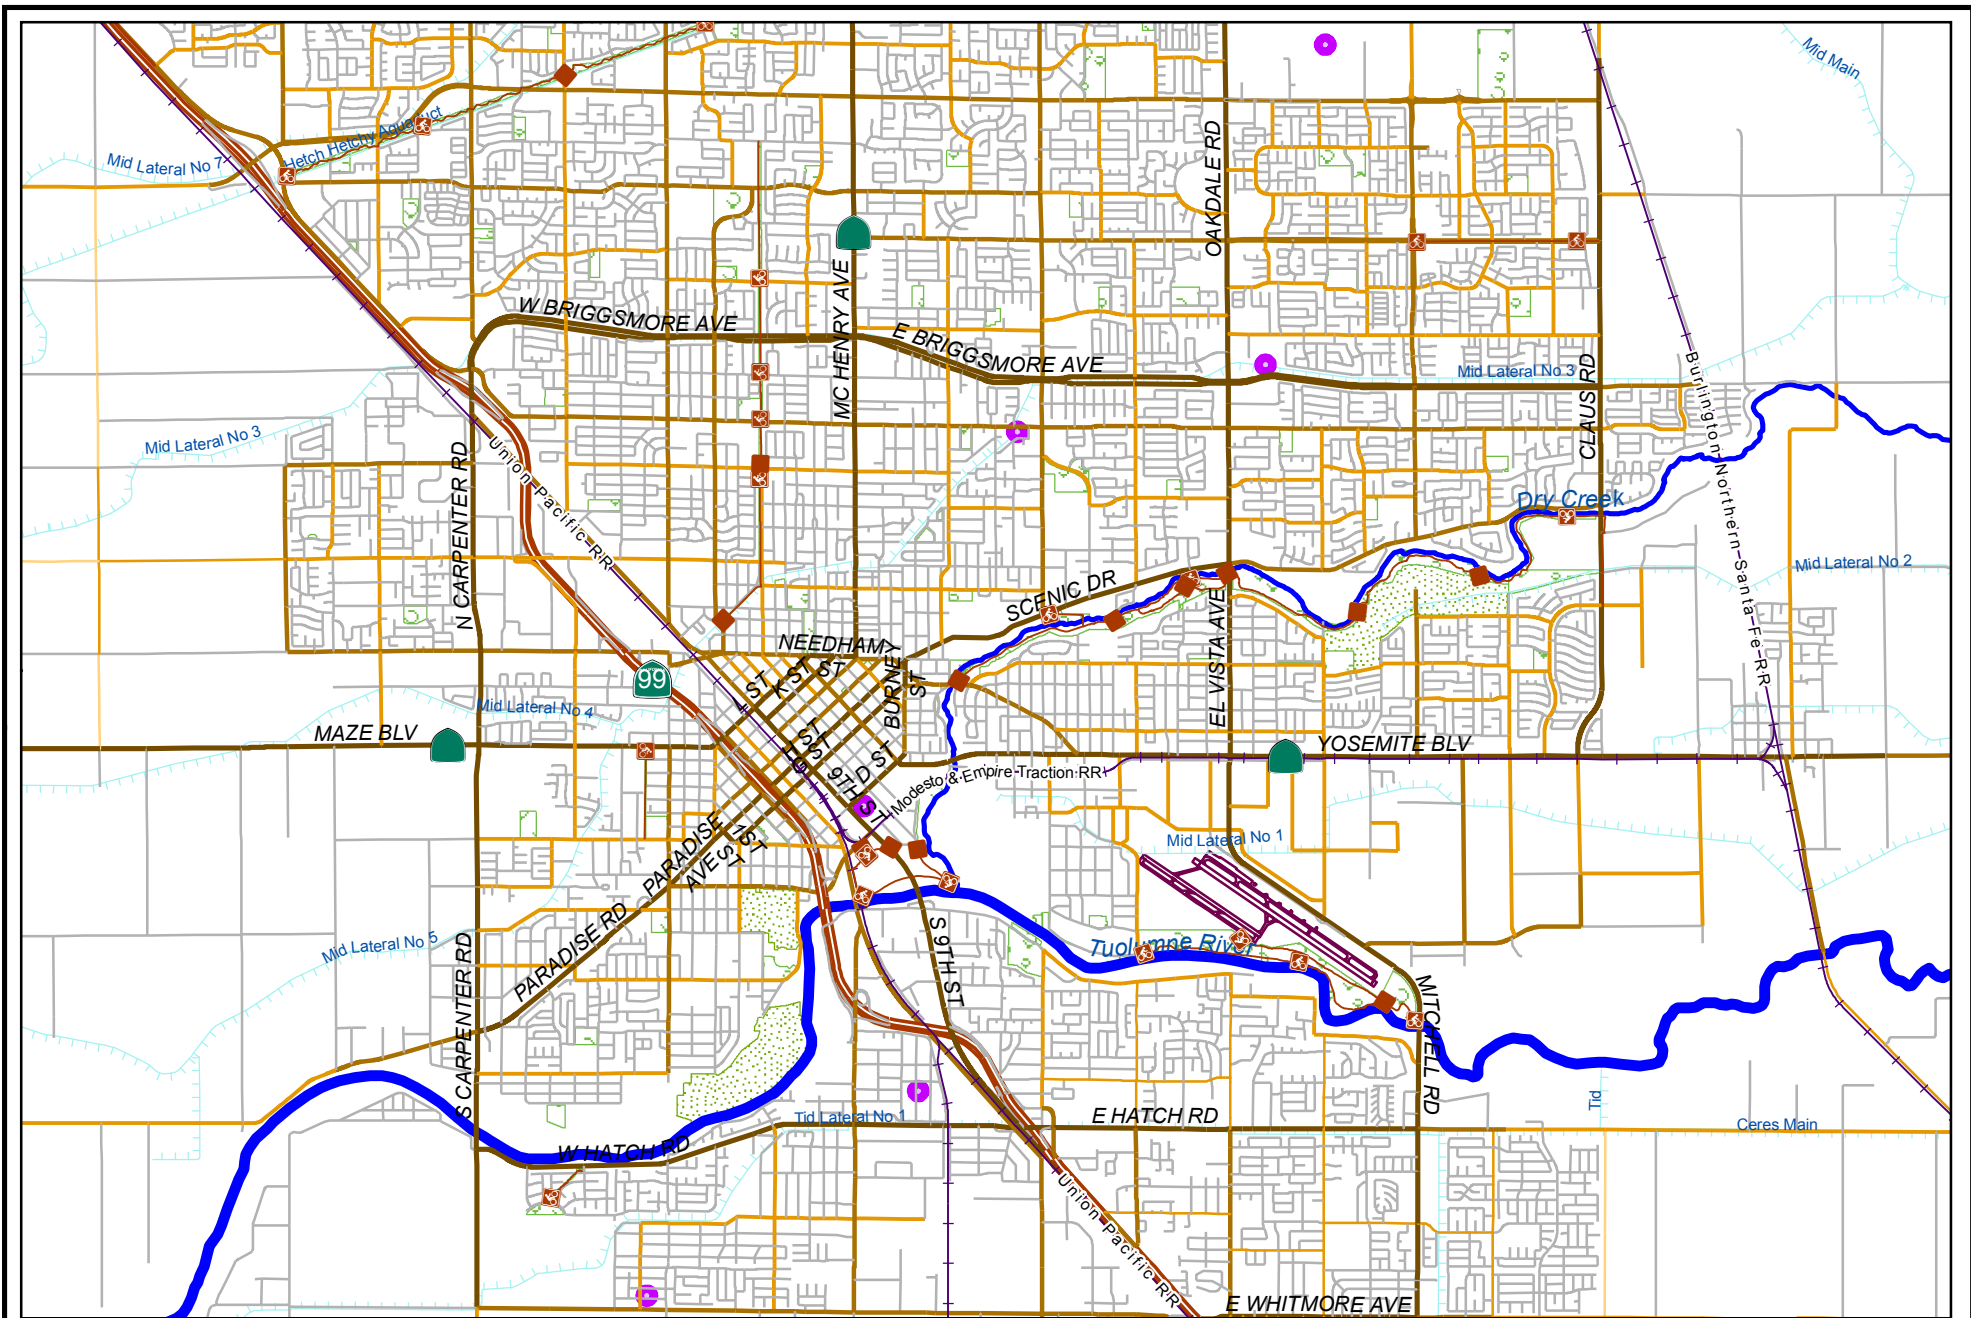 Mid Main
Mid Lateral No 7
Hetch Hetchy Aqueduct
OAKDALE RD
MC HENRY AVE
W BRIGGSMORE AVE
E BRIGGSMORE AVE
Mid Lateral No 3
CLAUS RD
Burlington Northern Santa Fe RR
Mid Lateral No 3
N CARPENTER RD
Union Pacific RR
Dry Creek
Mid Lateral No 2
SCENIC DR
EL VISTA AVE
NEEDHAM
ST
BURNEY
ST
ST
K ST
99
Mid Lateral No 4
MAZE BLV
YOSEMITE BLV
ST
9TH ST
D ST
Modesto & Empire Traction RR
PARADISE
AVE
1ST
ST
Mid Lateral No 1
PARADISE RD
Mid Lateral No 5
S CARPENTER RD
S 9TH ST
Tuolumne River
MITCHELL RD
Tid
Tid Lateral No 1
E HATCH RD
W HATCH RD
Ceres Main
Union Pacific RR
E WHITMORE AVE